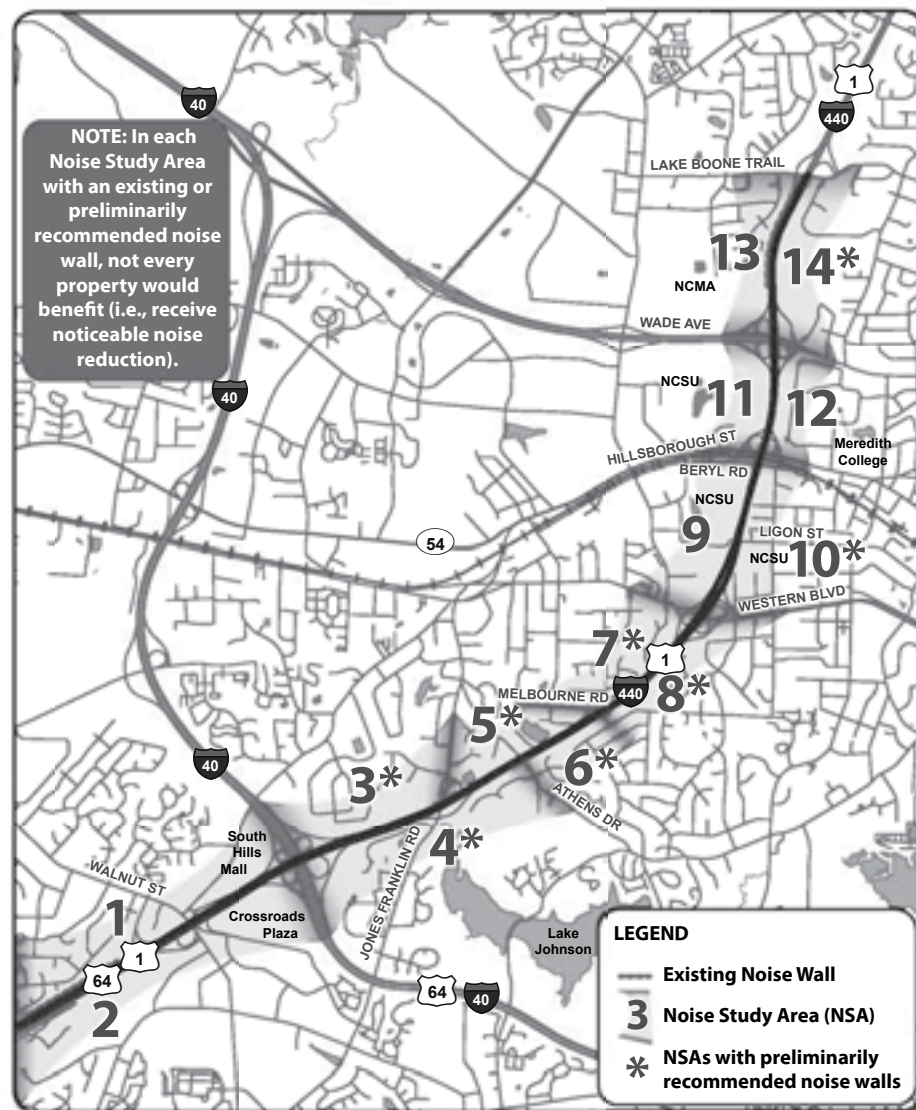 1
440
40
LAKE BOONE TRAIL
NOTE: In each
Noise Study Area
with an existing or
preliminarily
recommended noise
wall, not every
property would
benefit (i.e., receive
noticeable noise
reduction).
13
14*
NCMA
WADE AVE
40
NCSU
11
12
HILLSBOROUGH ST
Meredith
College
BERYL RD
NCSU
9
LIGON ST
NCSU
10*
54
WESTERN BLVD
7*
1
440
8*
MELBOURNE RD
5*
6*
40
3*
ATHENS DR
South
Hills
Mall
4*
JONES FRANKLIN RD
WALNUT ST
1
Crossroads
Plaza
Lake
Johnson
1
64
2
64
40
LEGEND
Existing Noise Wall
3 Noise Study Area (NSA)
* NSAs with preliminarily
recommended noise walls